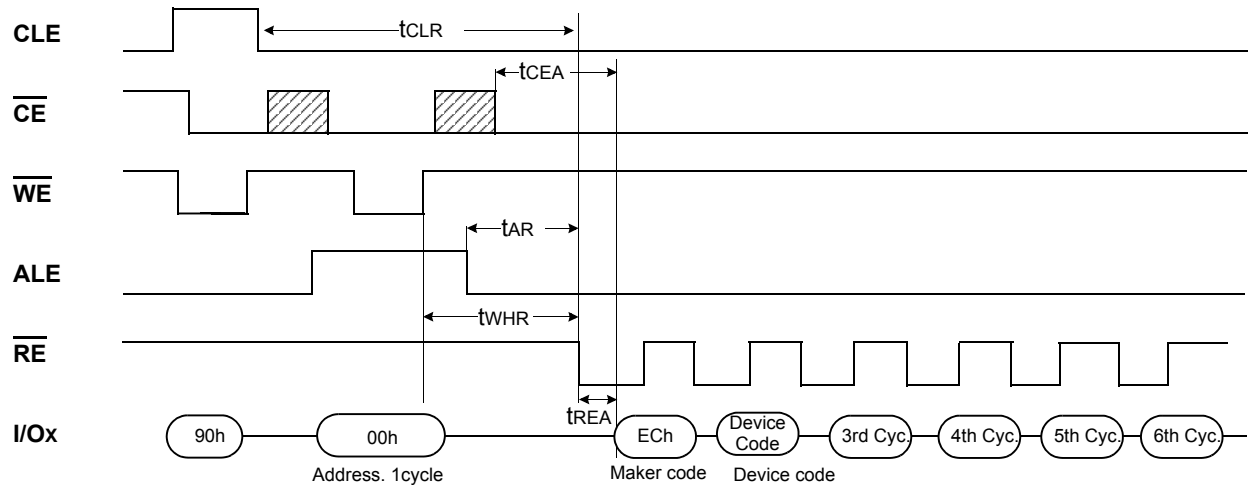 CLE
tCLR
tCEA
CE
WE
tAR
ALE
tWHR
RE
tREA
I/Ox
90h
00h
ECh
Device
Code
3rd Cyc.
4th Cyc.
5th Cyc.
6th Cyc.
Address. 1cycle
Maker code
Device code